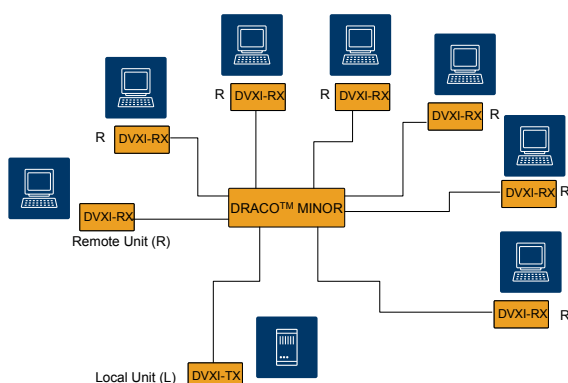 R DVXI-RX
R DVXI-RX
DVXI-RX R
R DVXI-RX
DVXI-RX R
DRACO™ MINOR
DVXI-RX
Remote Unit (R)
DVXI-RX R
Local Unit (L) DVXI-TX